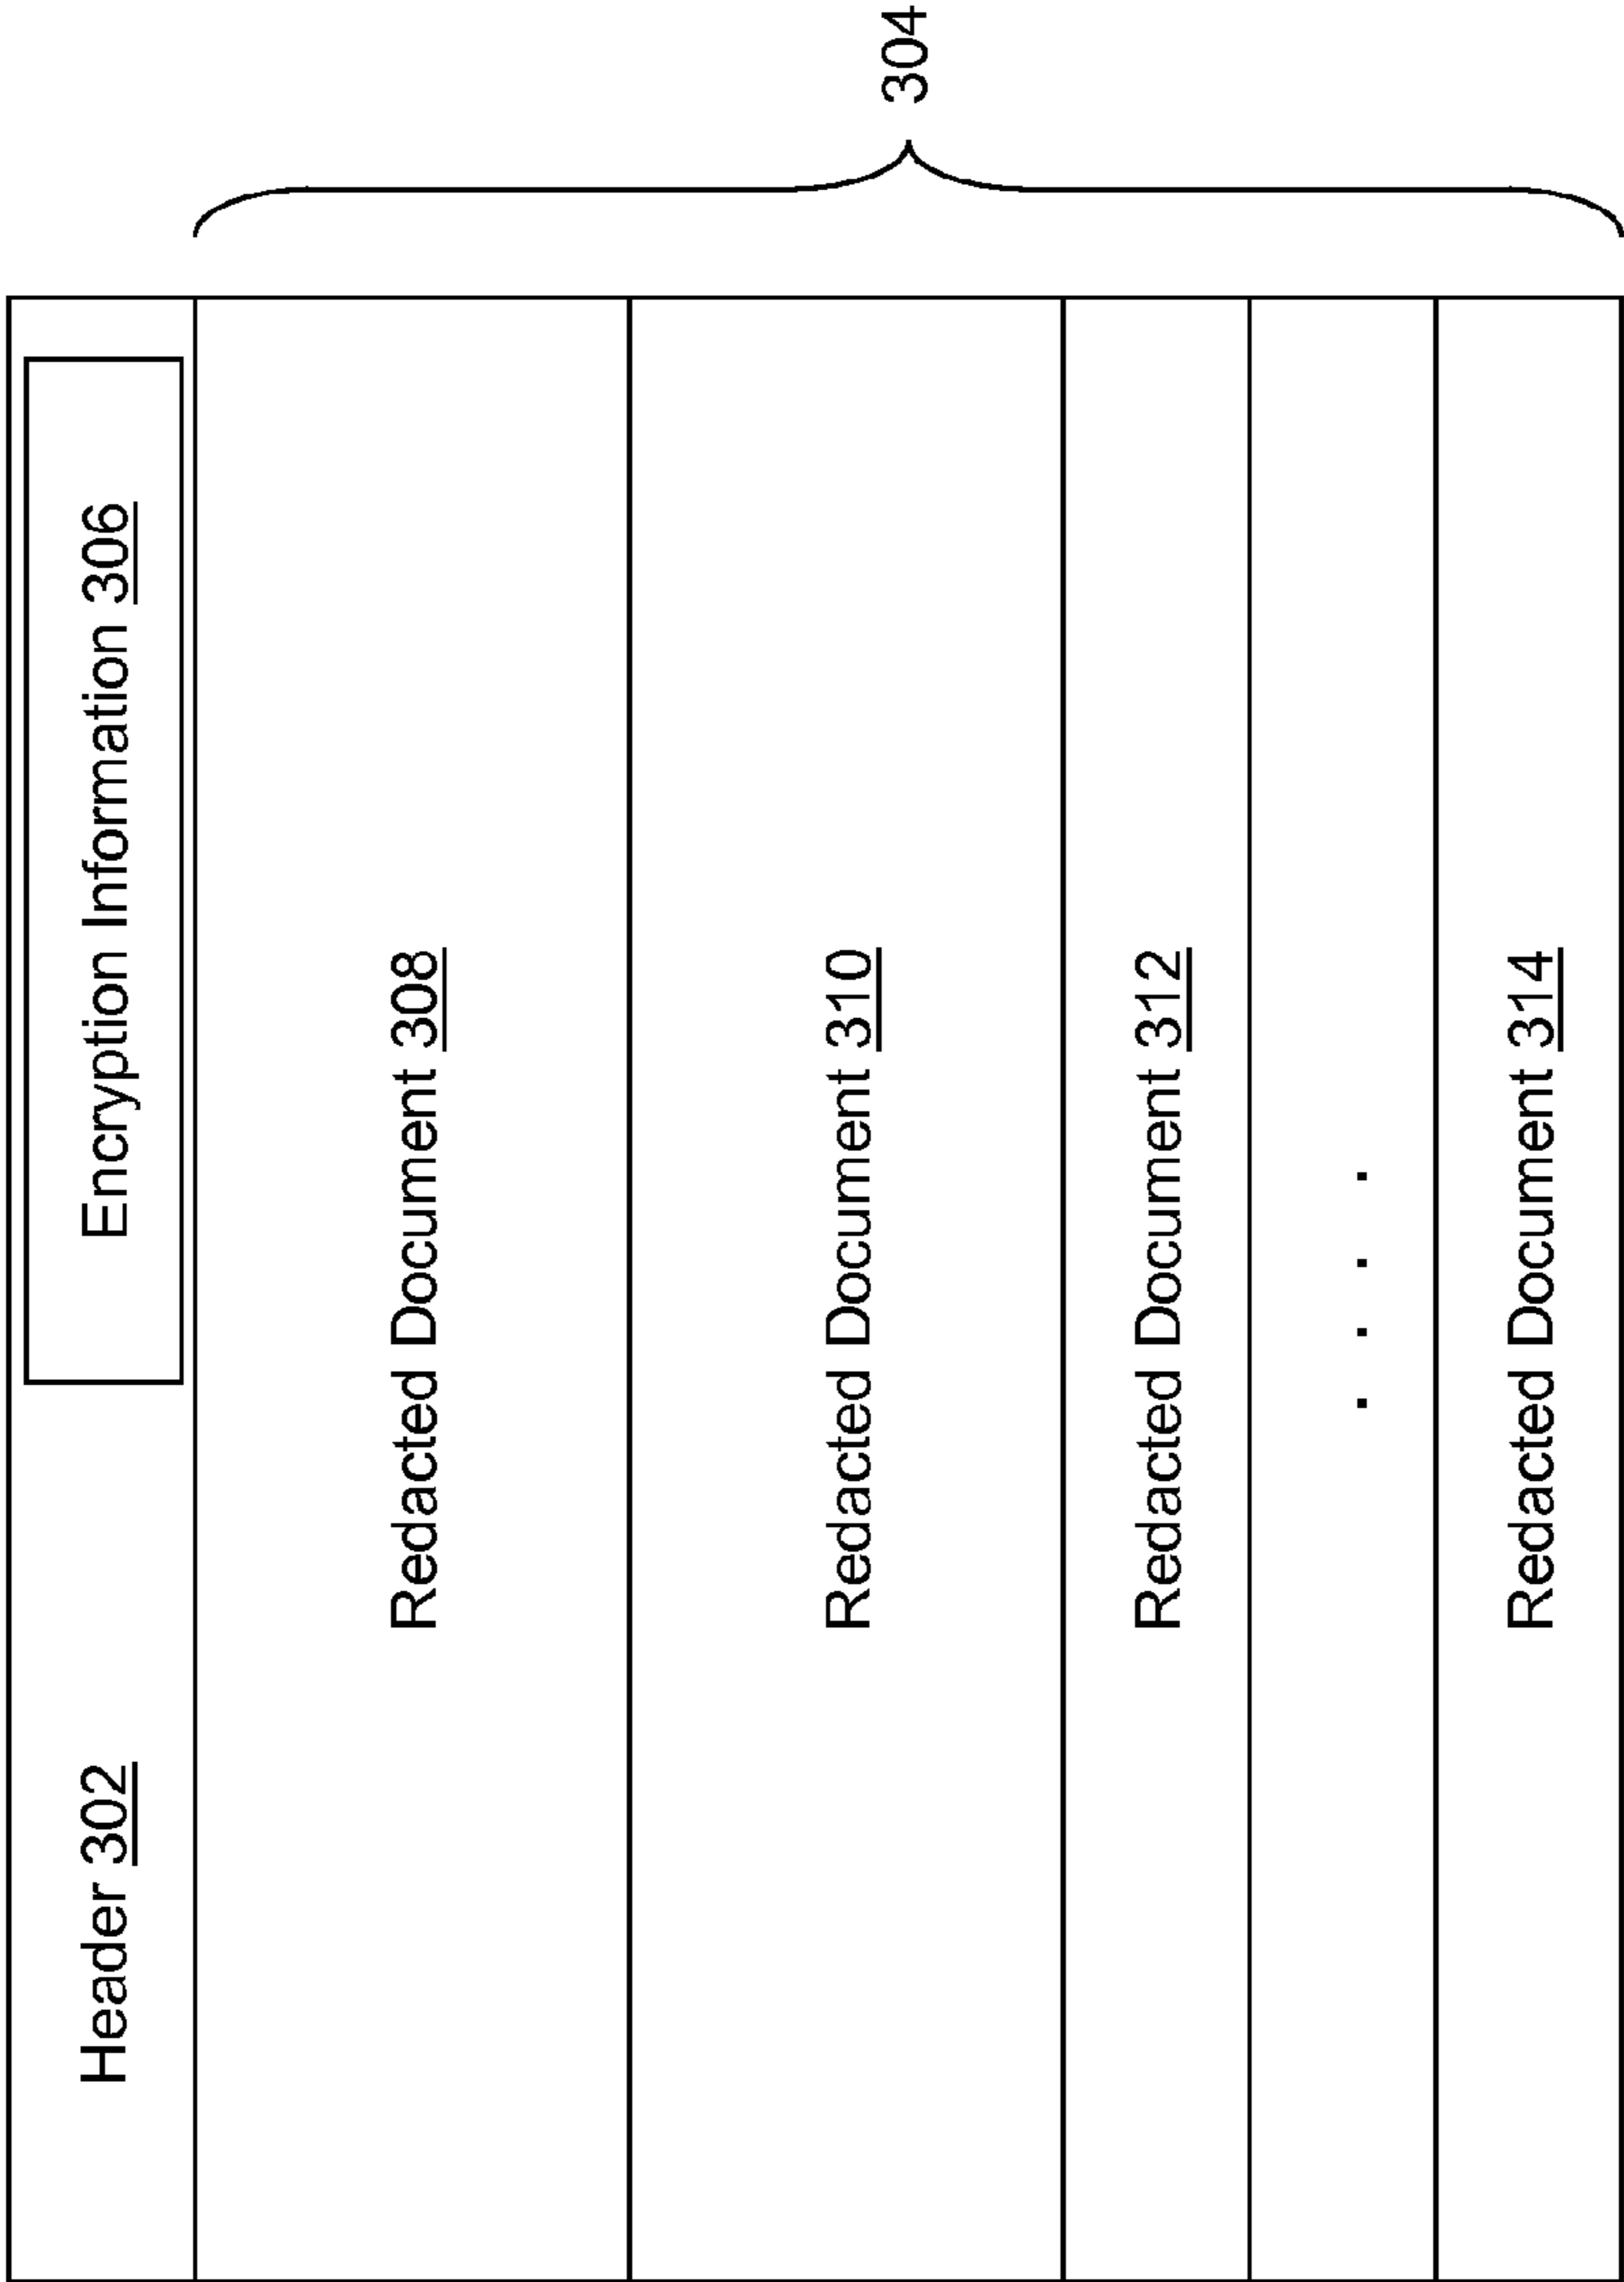 Header 302
Encryption Information 306
Redacted Document 308
Redacted Document 310
304
Redacted Document 312
. . . .
Redacted Document 314